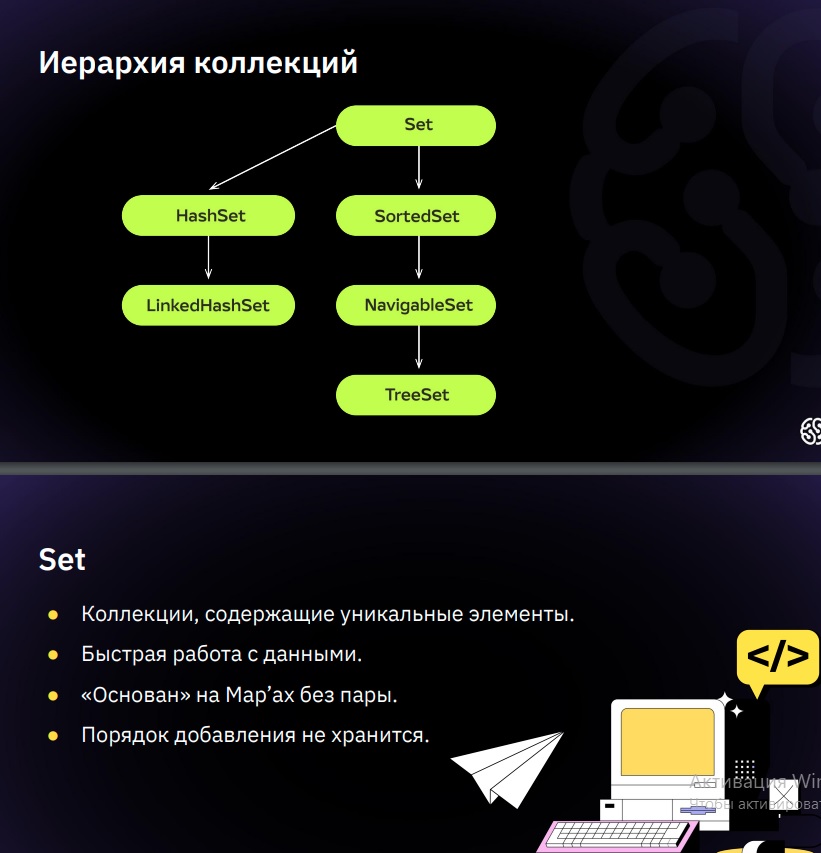 Иерархия коллекций
Set
HashSet
SortedSet
LinkedHashSet
NavigableSet
TreeSet
Set
Коллекции, содержащие уникальные элементы.
Быстрая работа с данными.
«Основан» на Map’ах без пары.
Порядок добавления не хранится.
</>
Активация Win
Чтобы активироват